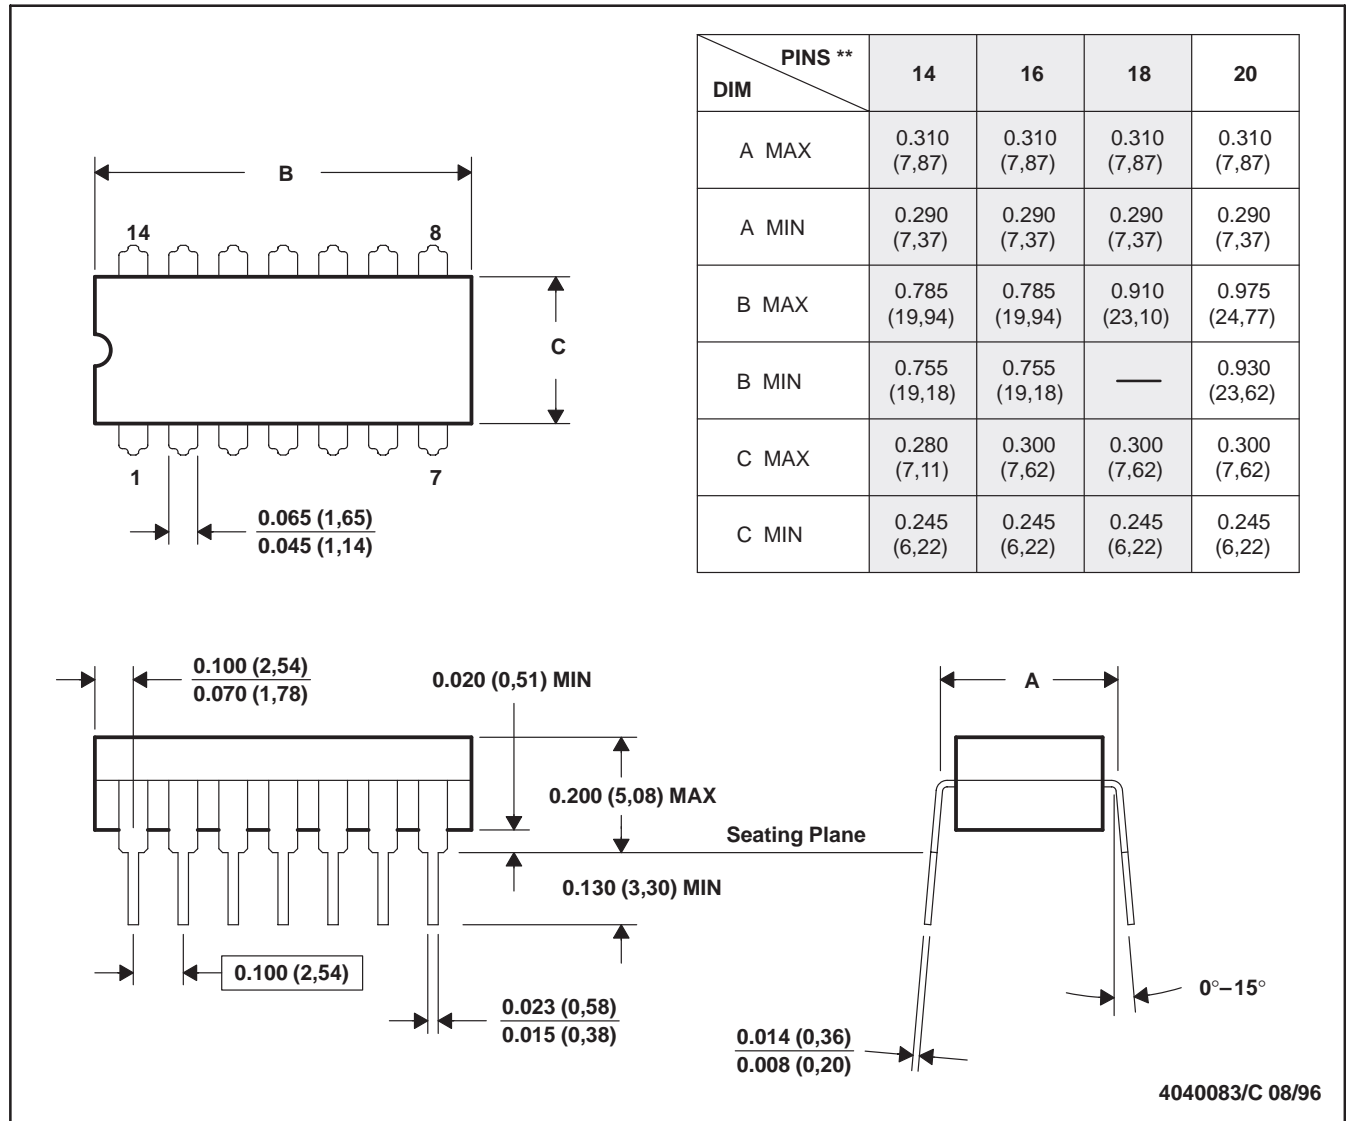 PINS **
DIM
14 16 18 20
A MAX 0.310 (7,87) 0.310 (7,87) 0.310 (7,87) 0.310 (7,87)
A MIN 0.290 (7,37) 0.290 (7,37) 0.290 (7,37) 0.290 (7,37)
B MAX 0.785 (19,94) 0.785 (19,94) 0.910 (23,10) 0.975 (24,77)
B MIN 0.755 (19,18) 0.755 (19,18) — 0.930 (23,62)
C MAX 0.280 (7,11) 0.300 (7,62) 0.300 (7,62) 0.300 (7,62)
C MIN 0.245 (6,22) 0.245 (6,22) 0.245 (6,22) 0.245 (6,22)
B
14 8
C
1 7
0.065 (1,65)
0.045 (1,14)
0.100 (2,54)
0.070 (1,78)
0.020 (0,51) MIN
A
0.200 (5,08) MAX
Seating Plane
0.130 (3,30) MIN
0.100 (2,54)
0.023 (0,58)
0.015 (0,38)
0°–15°
0.014 (0,36)
0.008 (0,20)
4040083/C 08/96